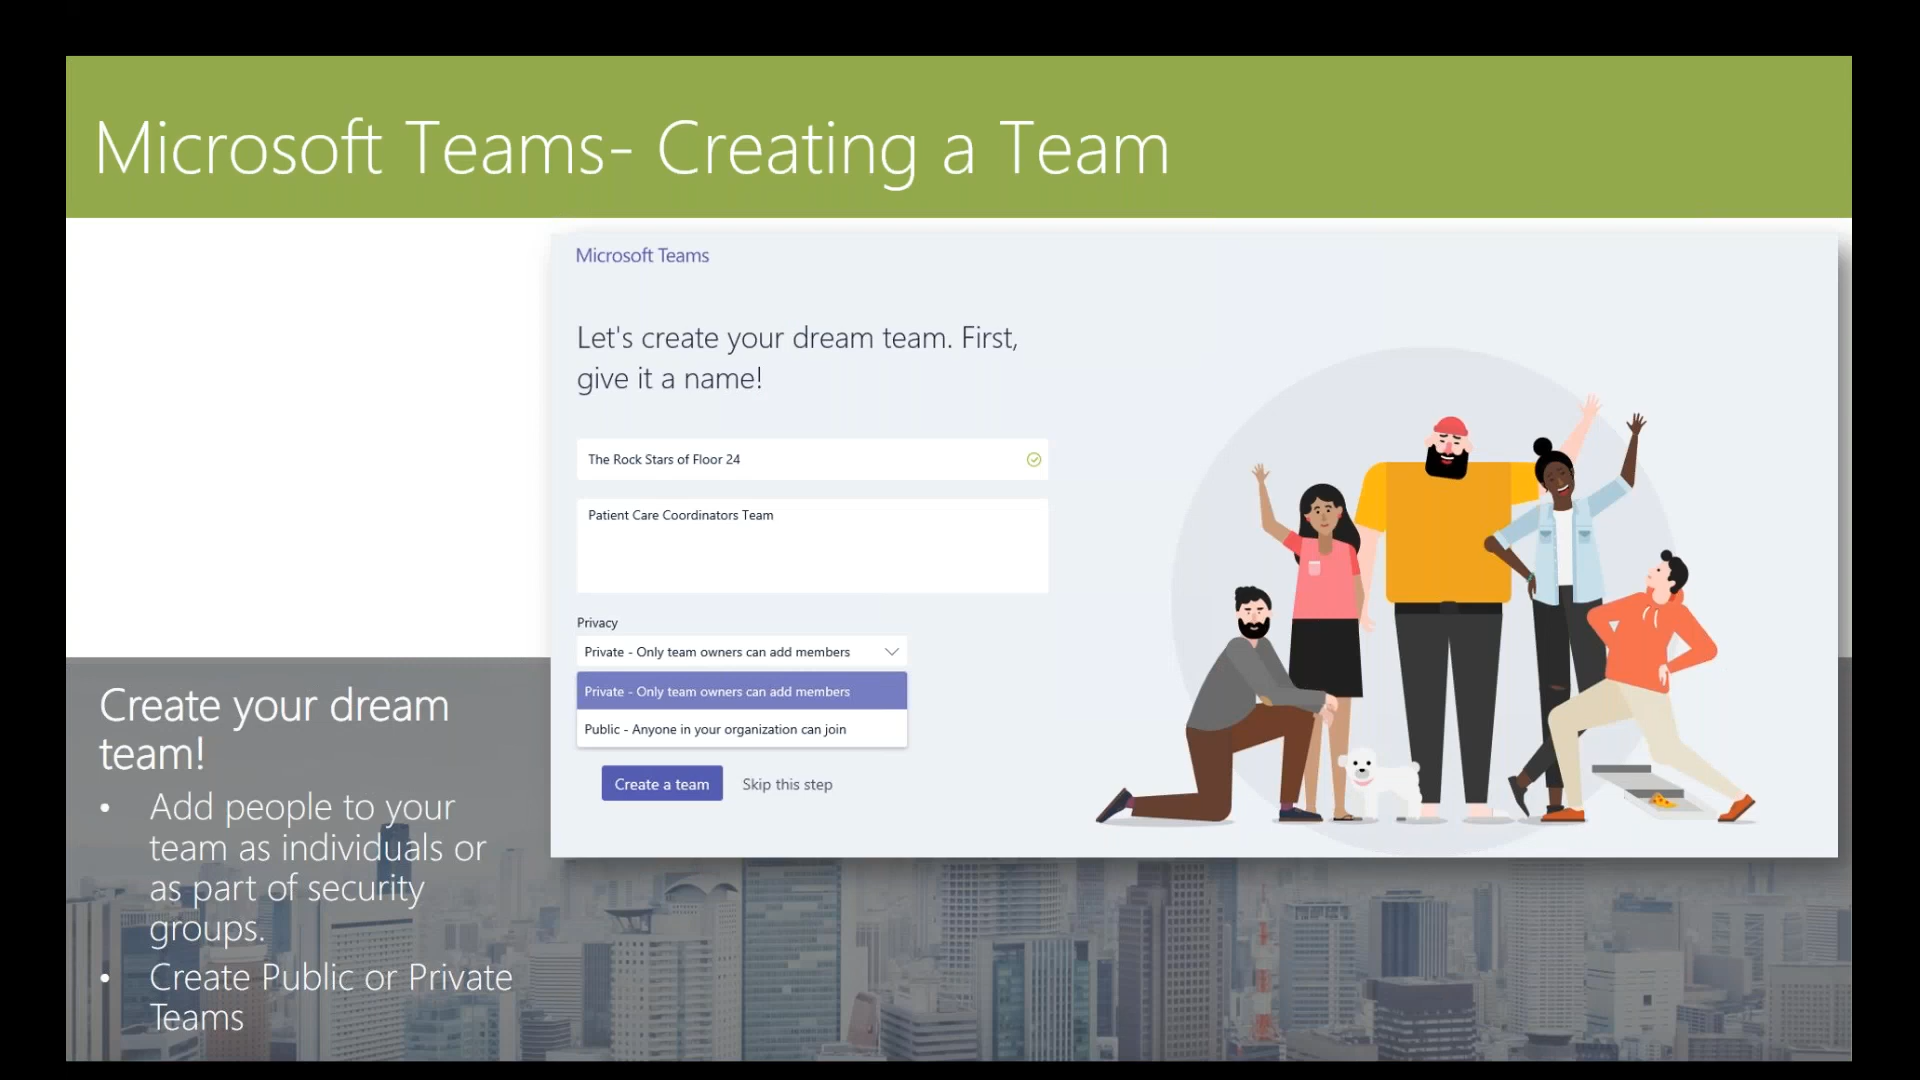 Microsoft Teams- Creating a Team
Microsoft Teams
Let's create your dream team. First,
give it a name!
The Rock Stars of Floor 24
Patient Care Coordinators Team
Privacy
Private - Only team owners can add members
Private - Only team owners can add members
Public - Anyone in your organization can join
Create a team
Skip this step
Create your dream
team!
• Add people to your
team as individuals or
as part of security
groups.
• Create Public or Private
Teams